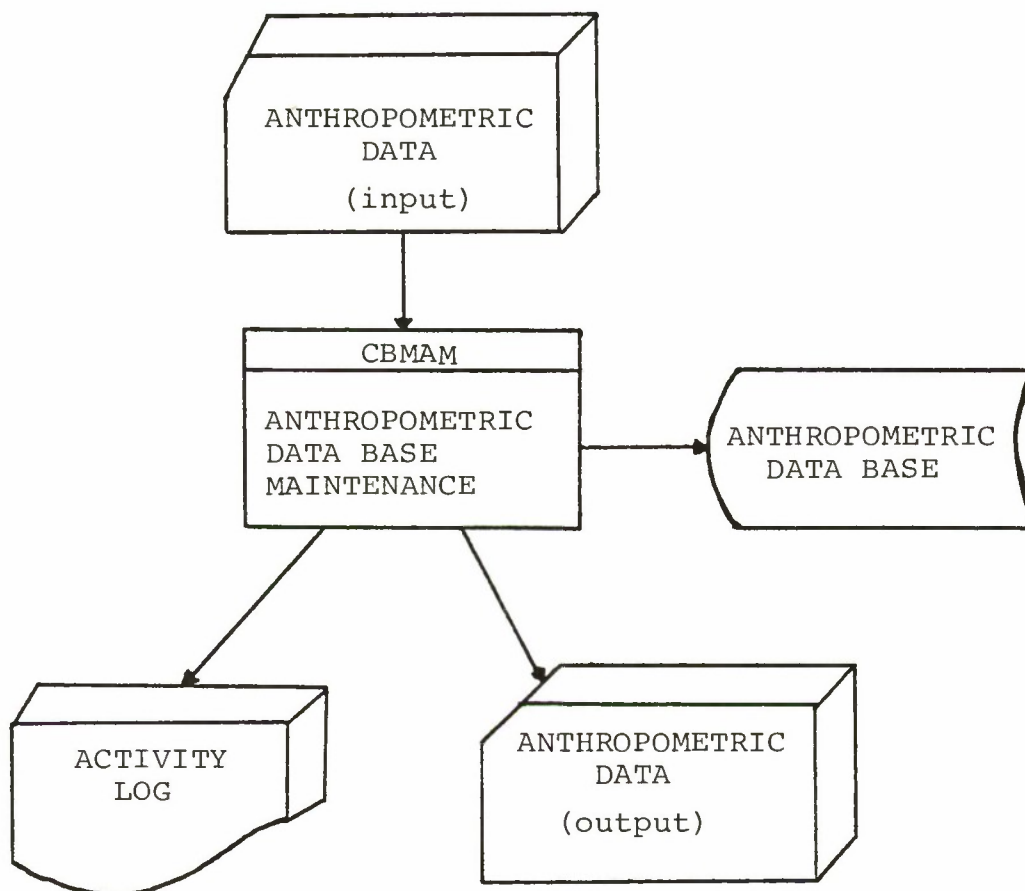 ANTHROPOMETRIC
DATA
(input)
CBMAM
ANTHROPOMETRIC
DATA BASE
MAINTENANCE
ANTHROPOMETRIC
DATA BASE
ACTIVITY
LOG
ANTHROPOMETRIC
DATA
(output)